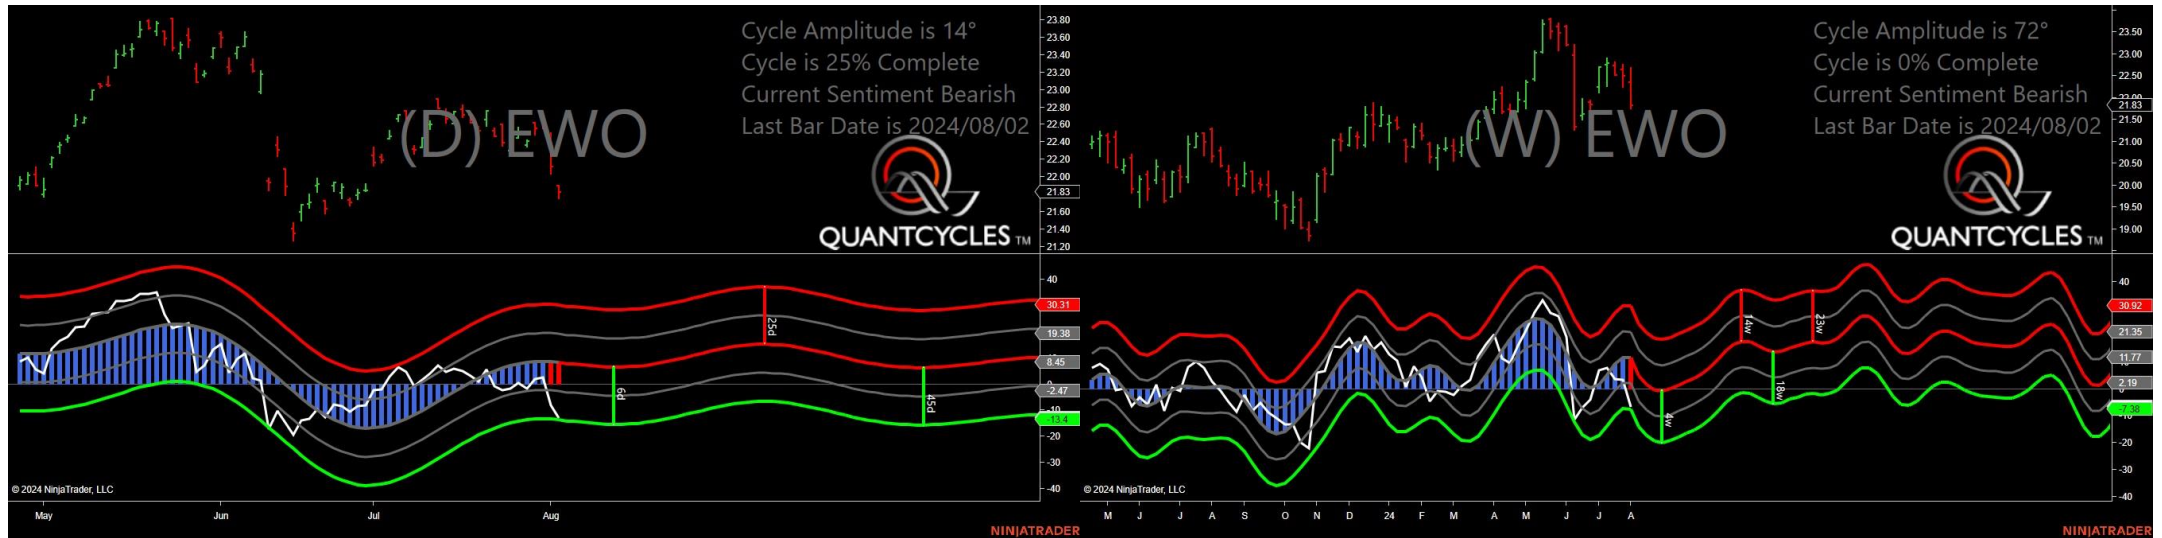 Cycle Amplitude is 14°
Cycle is 25% Complete
Current Sentiment Bearish
Last Bar Date is 2024/08/02
(D) EWO
QUANTCYCLES TM
23.80
23.60
23.40
23.20
23.00
22.80
22.60
22.40
22.20
22.00
21.83
21.60
21.40
21.20
40
30.31
19.38
8.45
-2.47
-13.4
-20
-30
-40
6d
25d
45d
© 2024 NinjaTrader, LLC
May Jun Jul Aug
NINJATRADER
Cycle Amplitude is 72°
Cycle is 0% Complete
Current Sentiment Bearish
Last Bar Date is 2024/08/02
(W) EWO
QUANTCYCLES TM
23.50
23.00
22.50
22.00
21.83
21.50
21.00
20.50
20.00
19.50
19.00
40
30.92
21.35
11.77
2.19
-7.38
-20
-30
-40
4w
14w
18w
23w
© 2024 NinjaTrader, LLC
M J J A S O N D 24 F M A M J J A
NINJATRADER